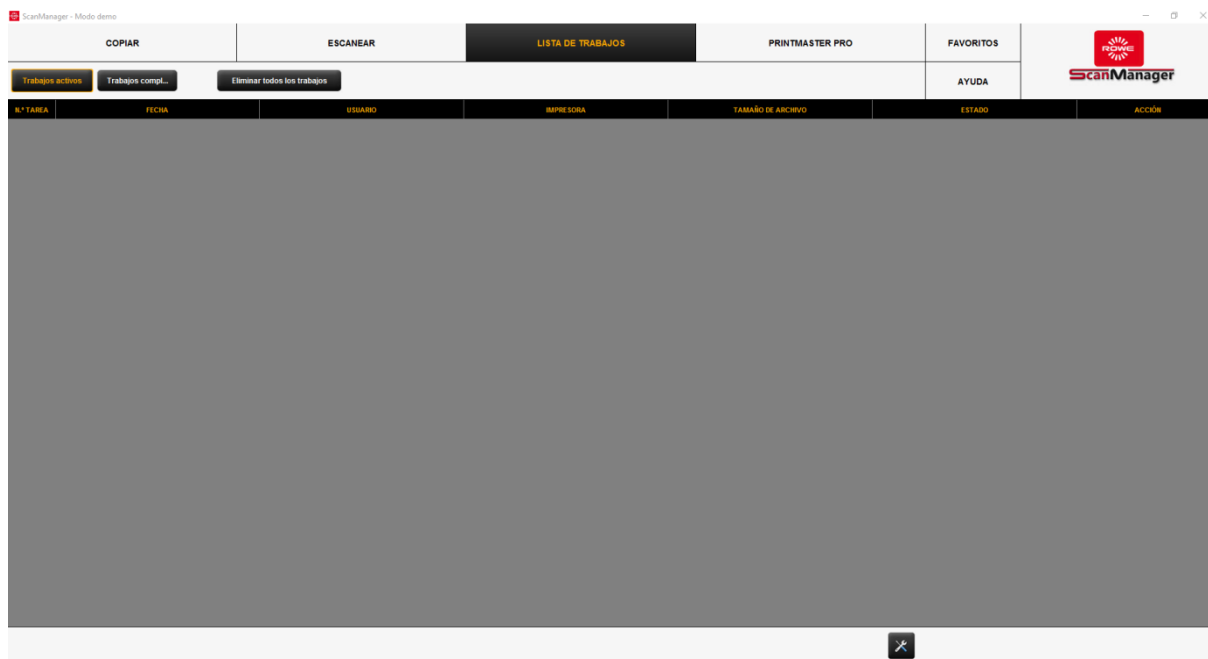 ScanManager - Modo demo
COPIAR ESCANEAR LISTA DE TRABAJOS PRINTMASTER PRO FAVORITOS
ROWE
ScanManager
Trabajos activos Trabajos compl... Eliminar todos los trabajos AYUDA
N.º TAREA FECHA USUARIO IMPRESORA TAMAÑO DE ARCHIVO ESTADO ACCIÓN